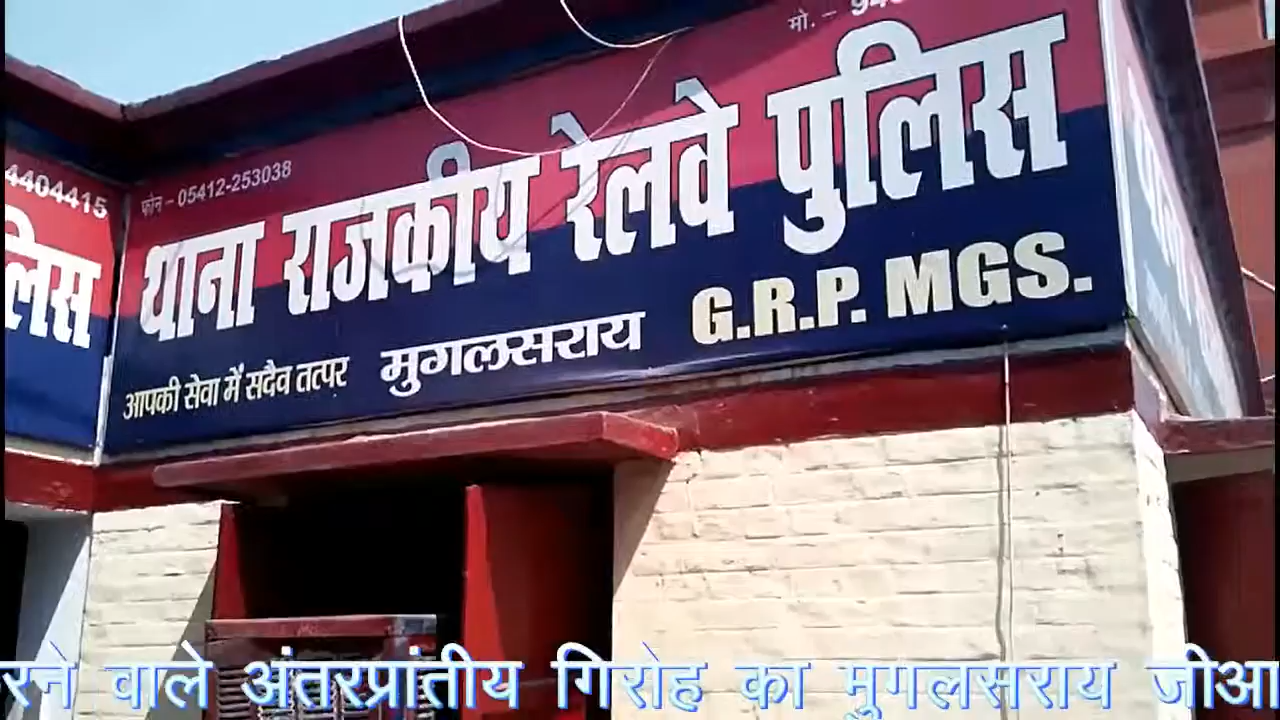 मो. –
फोन – 05412-253038
थाना राजकीय रेलवे पुलिस
आपकी सेवा में सदैव तत्पर मुगलसराय G.R.P. MGS.
4404415
लिस
रने वाले अंतरप्रांतीय गिरोह का मुगलसराय जीआ